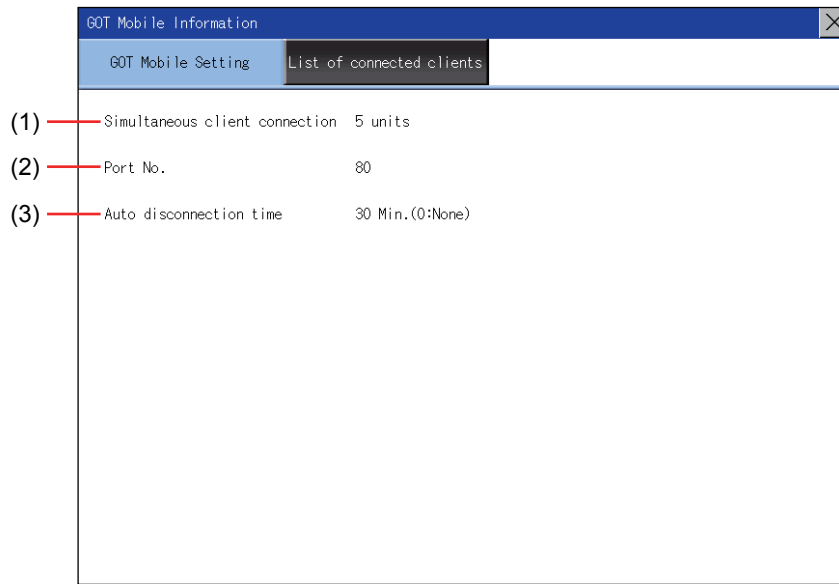 GOT Mobile Information
GOT Mobile Setting List of connected clients
(1) Simultaneous client connection 5 units
(2) Port No. 80
(3) Auto disconnection time 30 Min.(0:None)